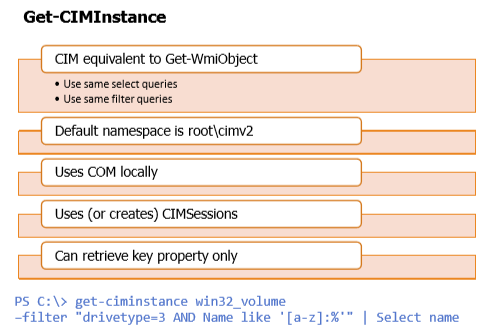 Get-CIMInstance
CIM equivalent to Get-WmiObject
• Use same select queries
• Use same filter queries
Default namespace is root\cimv2
Uses COM locally
Uses (or creates) CIMSessions
Can retrieve key property only
PS C:\> get-ciminstance win32_volume
–filter "drivetype=3 AND Name like '[a-z]:%'" | Select name